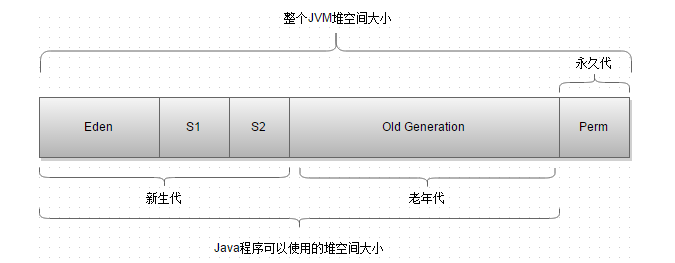 整个JVM堆空间大小
永久代
Eden S1 S2 Old Generation Perm
新生代 老年代
Java程序可以使用的堆空间大小